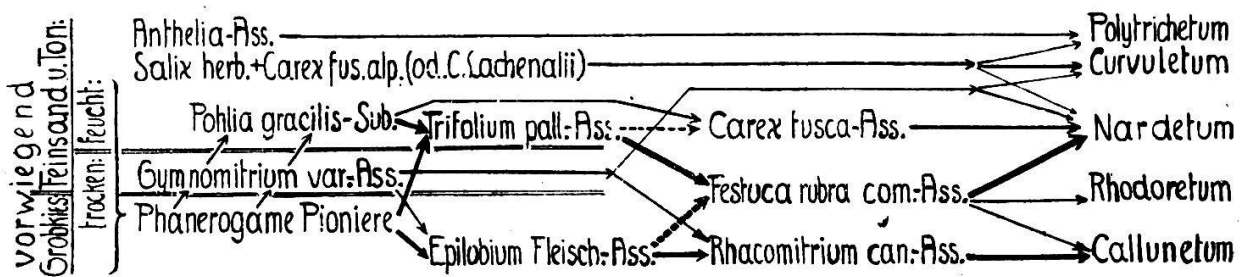 vorwiegend
Grobkies: Feinsand u. Ton:
trocken: feucht:
Anthelia-Ass.
Salix herb.+Carex fus.alp.(od.C.Lachenalii)
Pohlia gracilis-Sub.
Trifolium pall.-Ass.
Carex fusca-Ass.
Gymnomitrium var.-Ass.
Phanerogame Pioniere
Epilobium Fleisch.-Ass.
Festuca rubra com.-Ass.
Rhacomitrium can.-Ass.
Polytrichetum
Curvuletum
Nardetum
Rhodoretum
Callunetum